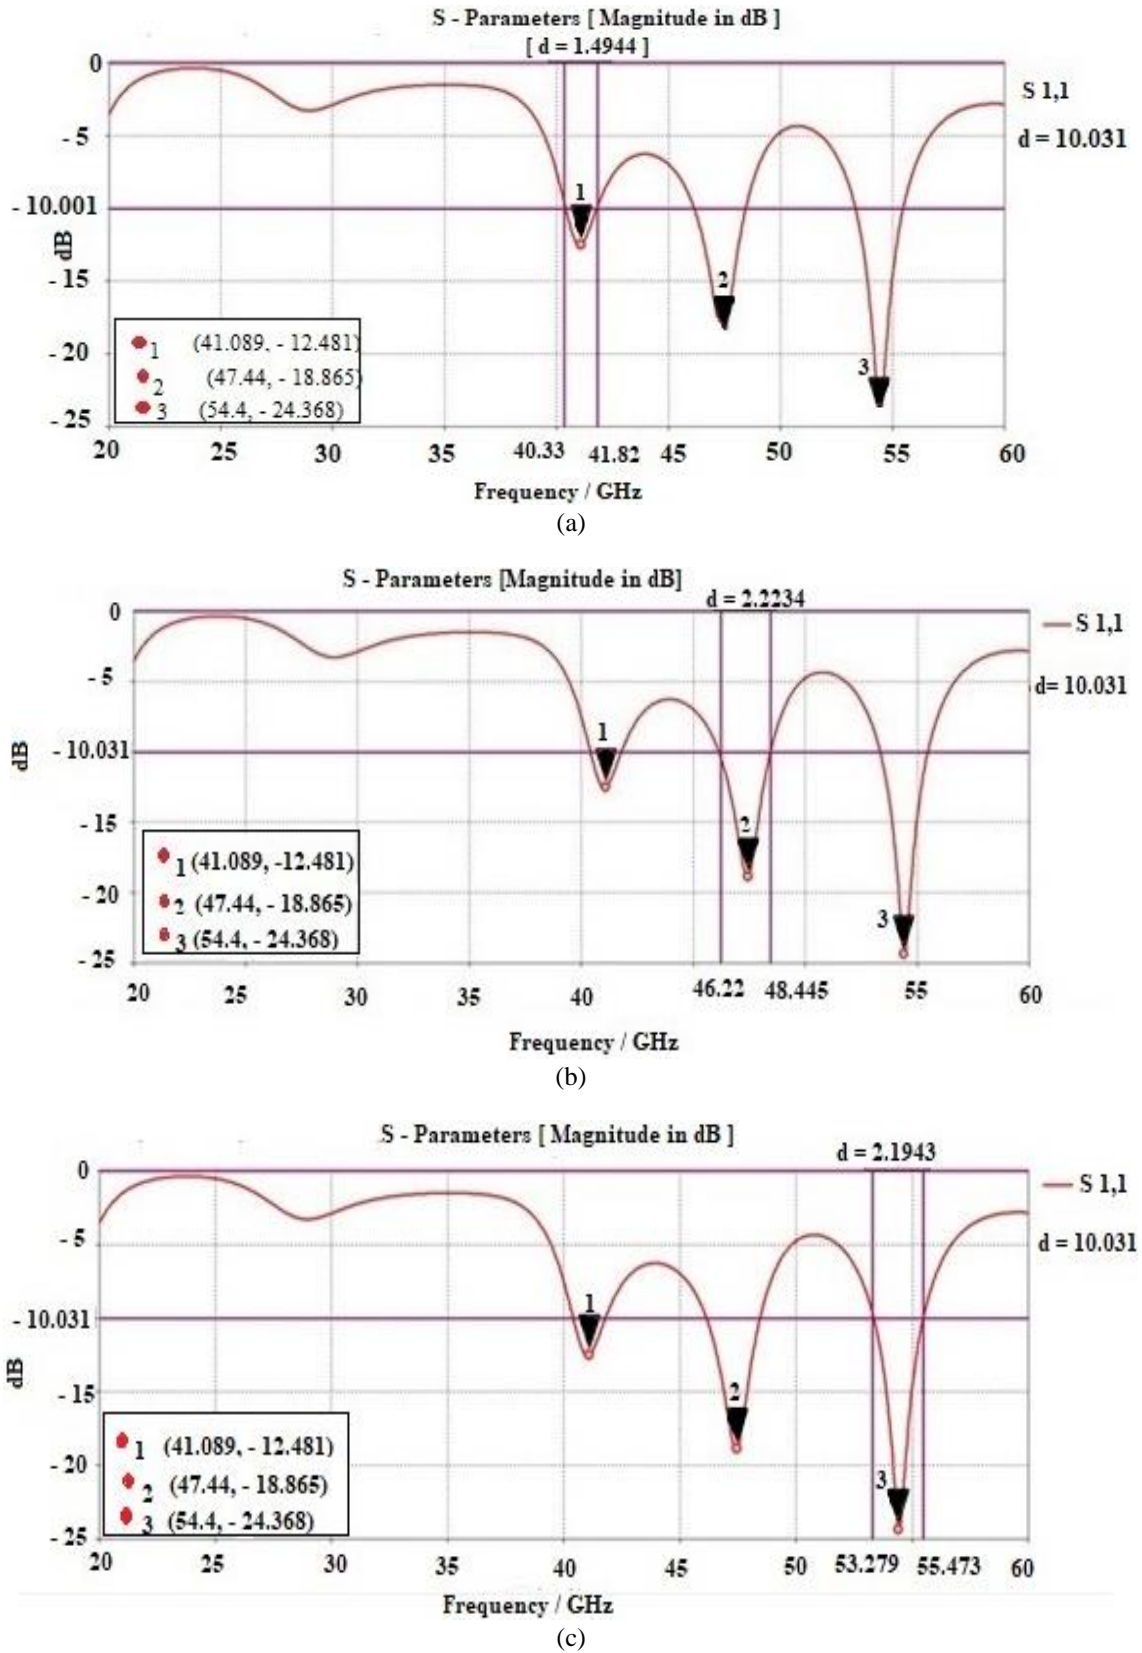 S - Parameters [ Magnitude in dB ]
[ d = 1.4944 ]
0
S 1,1
d = 10.031
- 5
1
- 10.001
dB
- 15
2
- 20
3
1 (41.089, - 12.481)
2 (47.44, - 18.865)
3 (54.4, - 24.368)
- 25
20 30 35 40.33 41.82 45 50 55 60
Frequency / GHz
(a)
S - Parameters [Magnitude in dB]
d = 2.2234
0
S 1,1
- 5
d= 10.031
1
- 10.031
dB
- 15
2
1 (41.089, -12.481)
- 20
2 (47.44, - 18.865)
3
3 (54.4, - 24.368)
- 25
20 25 30 35 40 46.22 48.445 55 60
Frequency / GHz
(b)
S - Parameters [ Magnitude in dB ]
d = 2.1943
0
S 1,1
- 5
d = 10.031
1
- 10.031
dB
- 15
2
1 (41.089, - 12.481)
- 20
3
2 (47.44, - 18.865)
3 (54.4, - 24.368)
- 25
20 25 30 35 40 45 50 53.279 55.473 60
Frequency / GHz
(c)